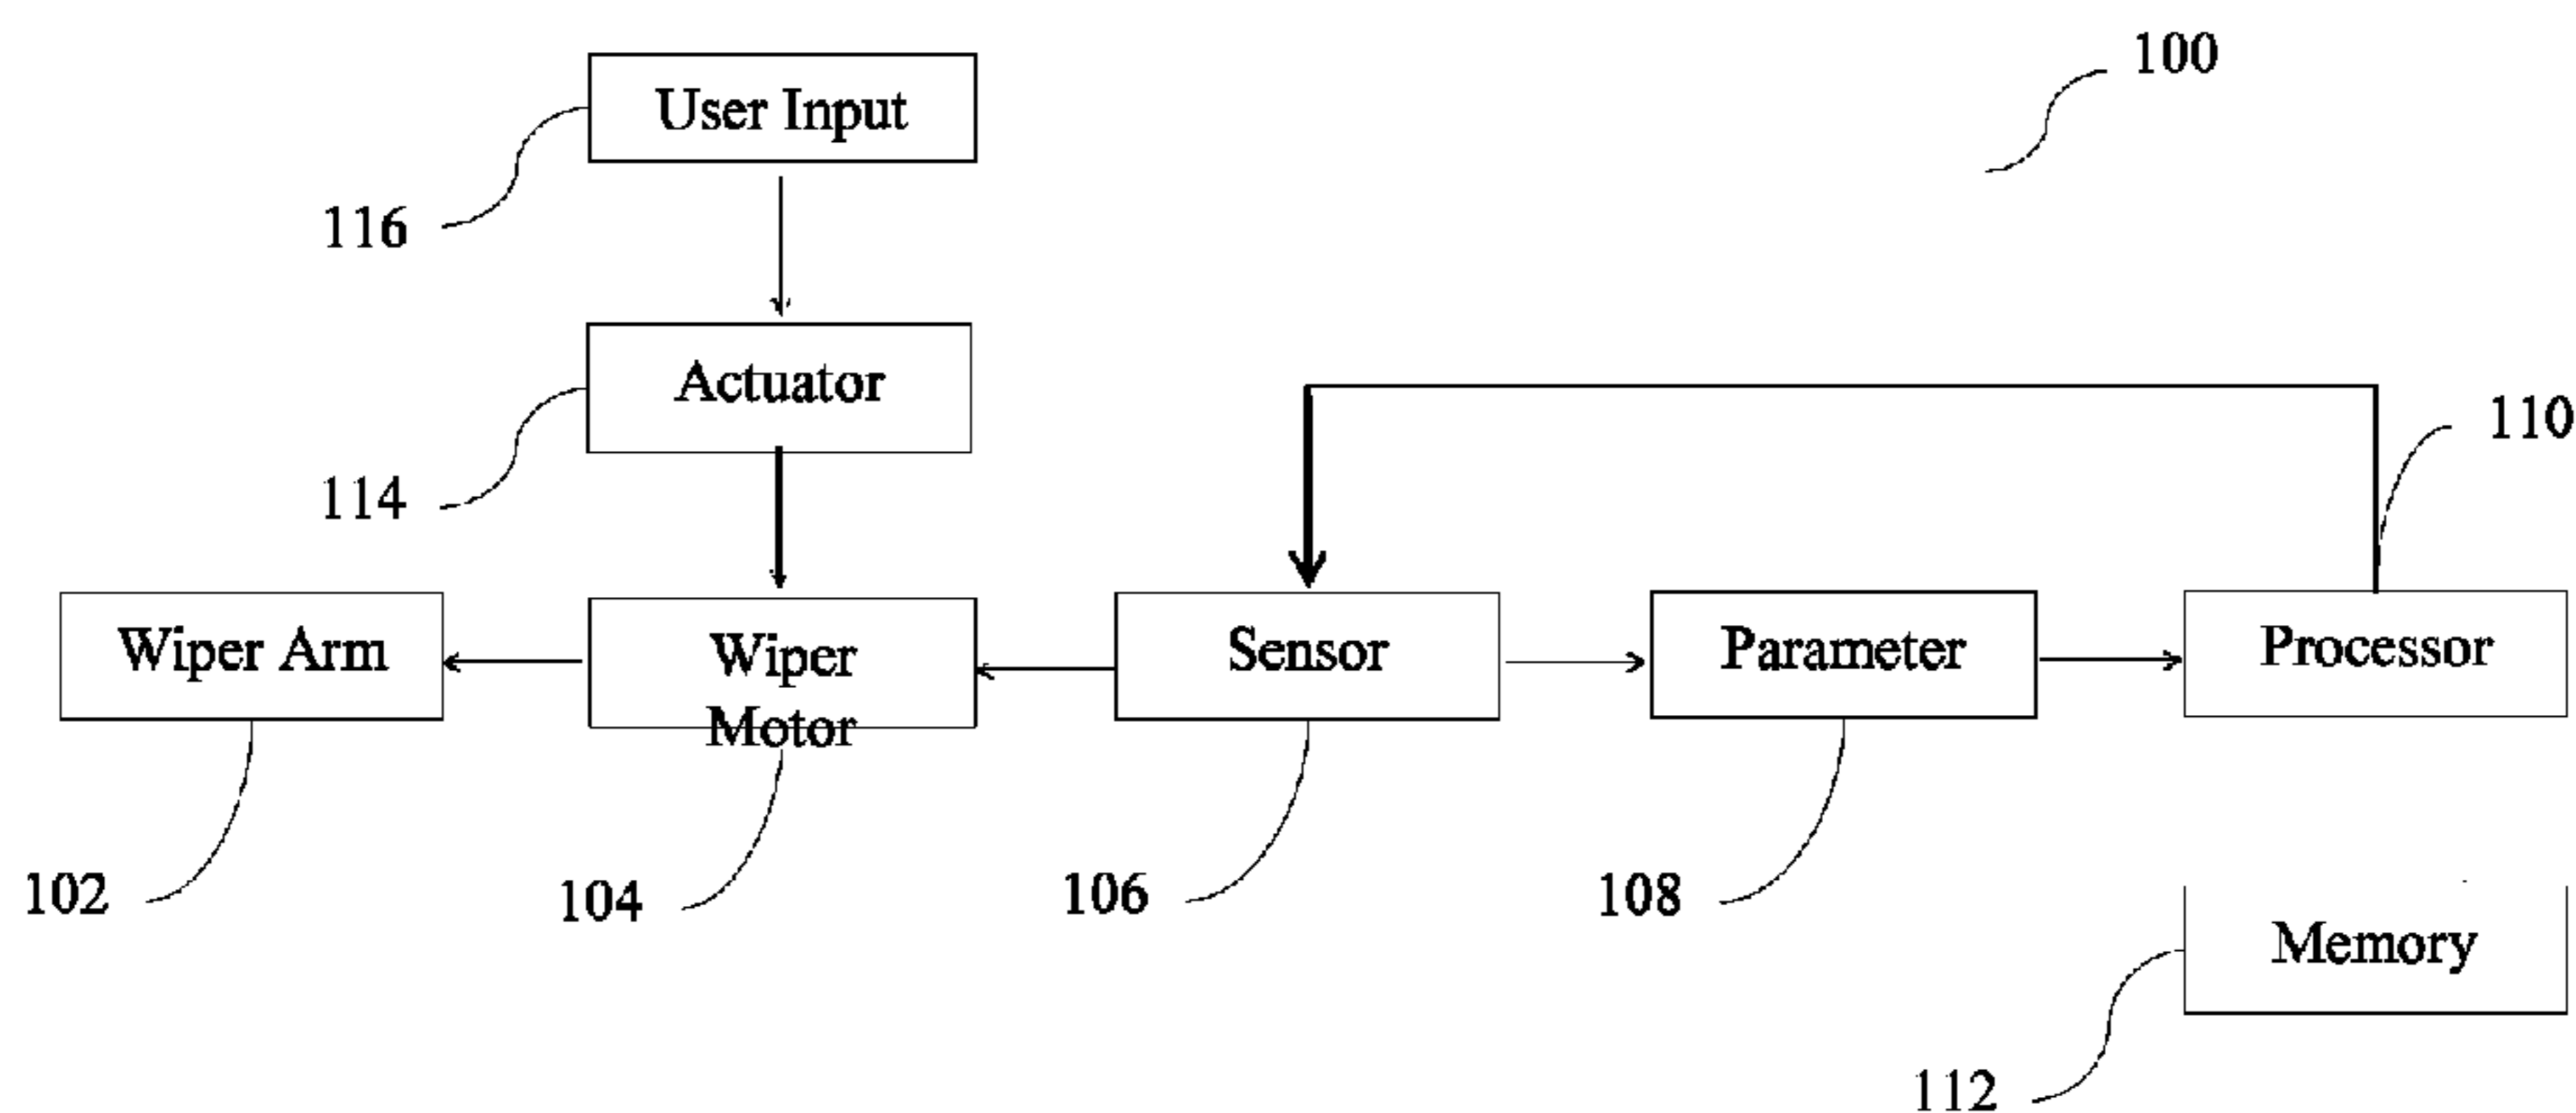 100
User Input
116
Actuator
110
114
Wiper Arm
Wiper
Motor
Sensor
Parameter
Processor
102
104
106
108
Memory
112